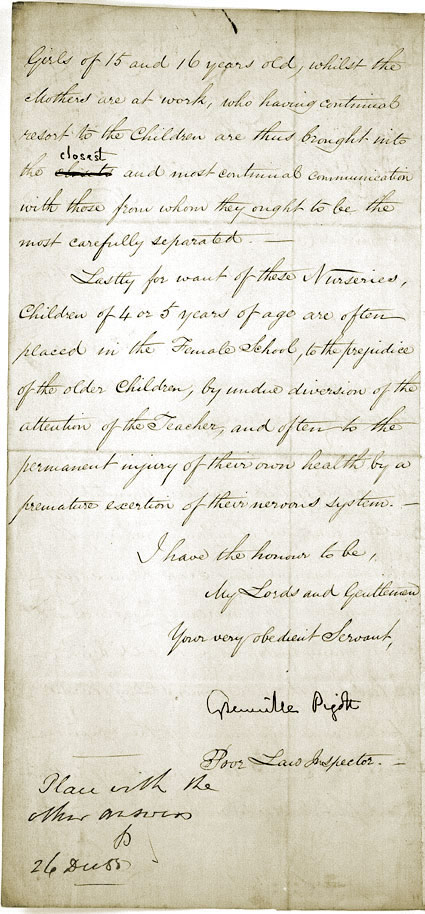 Girls of 15 and 16 years old, whilst the
Mothers are at work, who having continual
resort to the Children are thus brought into
the closest and most continual communication
with those from whom they ought to be the
most carefully separated. —
Lastly for want of these Nurseries,
Children of 4 or 5 years of age are often
placed in the Female School, to the prejudice
of the older Children, by undue diversion of the
attention of the Teacher, and often to the
permanent injury of their own health by a
premature exertion of their nervous system. —
I have the honour to be,
My Lords and Gentlemen
Your very obedient Servant,
Grenville Pigott
Poor Law Inspector. —
Place with the
other answers
26